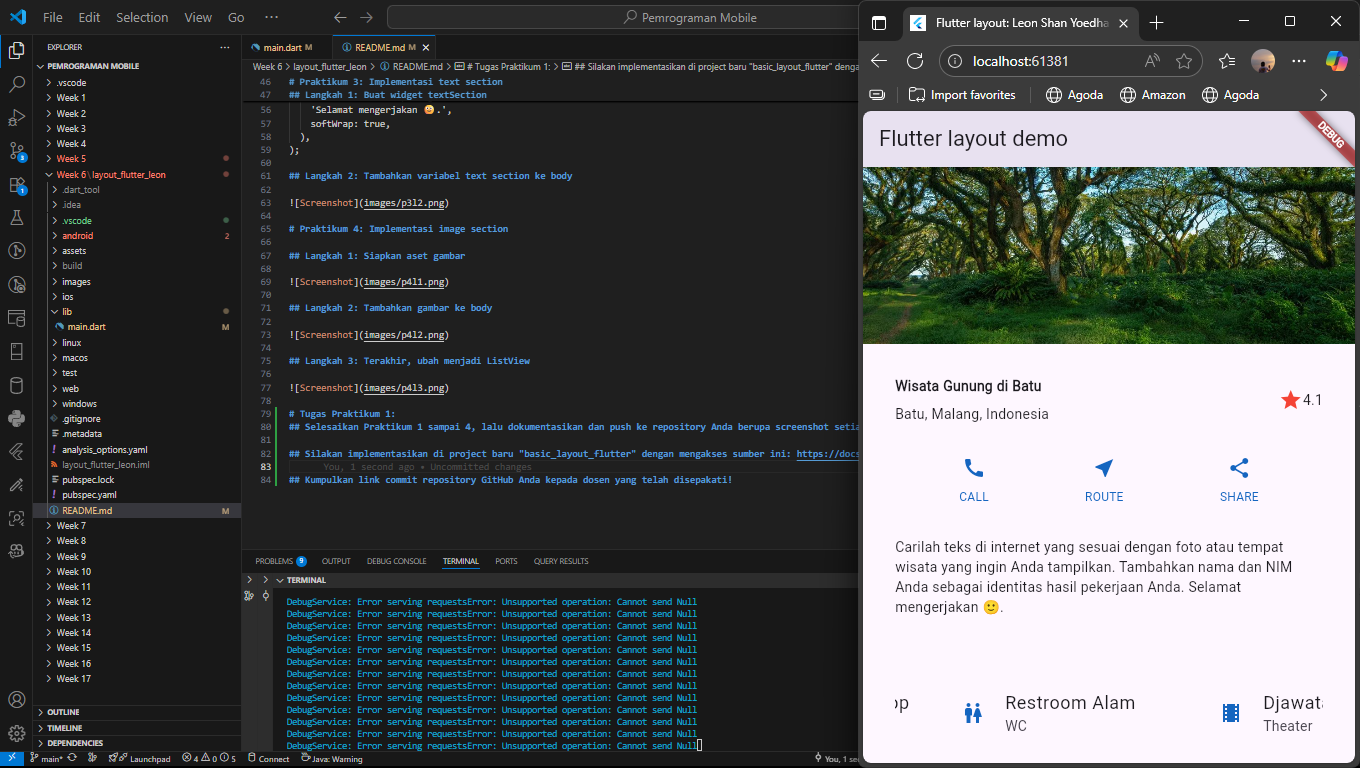 File Edit Selection View Go ···
Pemrograman Mobile
EXPLORER
PEMROGRAMAN MOBILE
.vscode
Week 1
Week 2
Week 3
Week 4
Week 5
Week 6 \ layout_flutter_leon
.dart_tool
.idea
.vscode
android 2
assets
build
images
ios
lib
main.dart M
linux
macos
test
web
windows
.gitignore
.metadata
analysis_options.yaml
layout_flutter_leon.iml
pubspec.lock
pubspec.yaml
README.md M
Week 7
Week 8
Week 9
Week 10
Week 11
Week 12
Week 13
Week 14
Week 15
Week 16
Week 17
OUTLINE
TIMELINE
DEPENDENCIES
3
1
main.dart M
README.md M
Week 6 > layout_flutter_leon > README.md > # Tugas Praktikum 1: > ## Silakan implementasikan di project baru "basic_layout_flutter" denga
46 # Praktikum 3: Implementasi text section
47 ## Langkah 1: Buat widget textSection
56 'Selamat mengerjakan 🙂.',
57 softWrap: true,
58 ),
59 );
60
61 ## Langkah 2: Tambahkan variabel text section ke body
62
63 ![Screenshot](images/p3l2.png)
64
65 # Praktikum 4: Implementasi image section
66
67 ## Langkah 1: Siapkan aset gambar
68
69 ![Screenshot](images/p4l1.png)
70
71 ## Langkah 2: Tambahkan gambar ke body
72
73 ![Screenshot](images/p4l2.png)
74
75 ## Langkah 3: Terakhir, ubah menjadi ListView
76
77 ![Screenshot](images/p4l3.png)
78
79 # Tugas Praktikum 1:
80 ## Selesaikan Praktikum 1 sampai 4, lalu dokumentasikan dan push ke repository Anda berupa screenshot setia
81
82 ## Silakan implementasikan di project baru "basic_layout_flutter" dengan mengakses sumber ini: https://docs
83 You, 1 second ago • Uncommitted changes
84 ## Kumpulkan link commit repository GitHub Anda kepada dosen yang telah disepakati!
PROBLEMS 9 OUTPUT DEBUG CONSOLE TERMINAL PORTS QUERY RESULTS
TERMINAL
DebugService: Error serving requestsError: Unsupported operation: Cannot send Null
DebugService: Error serving requestsError: Unsupported operation: Cannot send Null
DebugService: Error serving requestsError: Unsupported operation: Cannot send Null
DebugService: Error serving requestsError: Unsupported operation: Cannot send Null
DebugService: Error serving requestsError: Unsupported operation: Cannot send Null
DebugService: Error serving requestsError: Unsupported operation: Cannot send Null
DebugService: Error serving requestsError: Unsupported operation: Cannot send Null
DebugService: Error serving requestsError: Unsupported operation: Cannot send Null
DebugService: Error serving requestsError: Unsupported operation: Cannot send Null
DebugService: Error serving requestsError: Unsupported operation: Cannot send Null
DebugService: Error serving requestsError: Unsupported operation: Cannot send Null
DebugService: Error serving requestsError: Unsupported operation: Cannot send Null
DebugService: Error serving requestsError: Unsupported operation: Cannot send Null
main* Launchpad 4 0 5 Connect Java: Warning You, 1 sec
Flutter layout: Leon Shan Yoedha
localhost:61381
Import favorites Agoda Amazon Agoda
Flutter layout demo
DEBUG
Wisata Gunung di Batu
Batu, Malang, Indonesia
4.1
CALL ROUTE SHARE
Carilah teks di internet yang sesuai dengan foto atau tempat
wisata yang ingin Anda tampilkan. Tambahkan nama dan NIM
Anda sebagai identitas hasil pekerjaan Anda. Selamat
mengerjakan 🙂.
op Restroom Alam Djawata
WC Theater